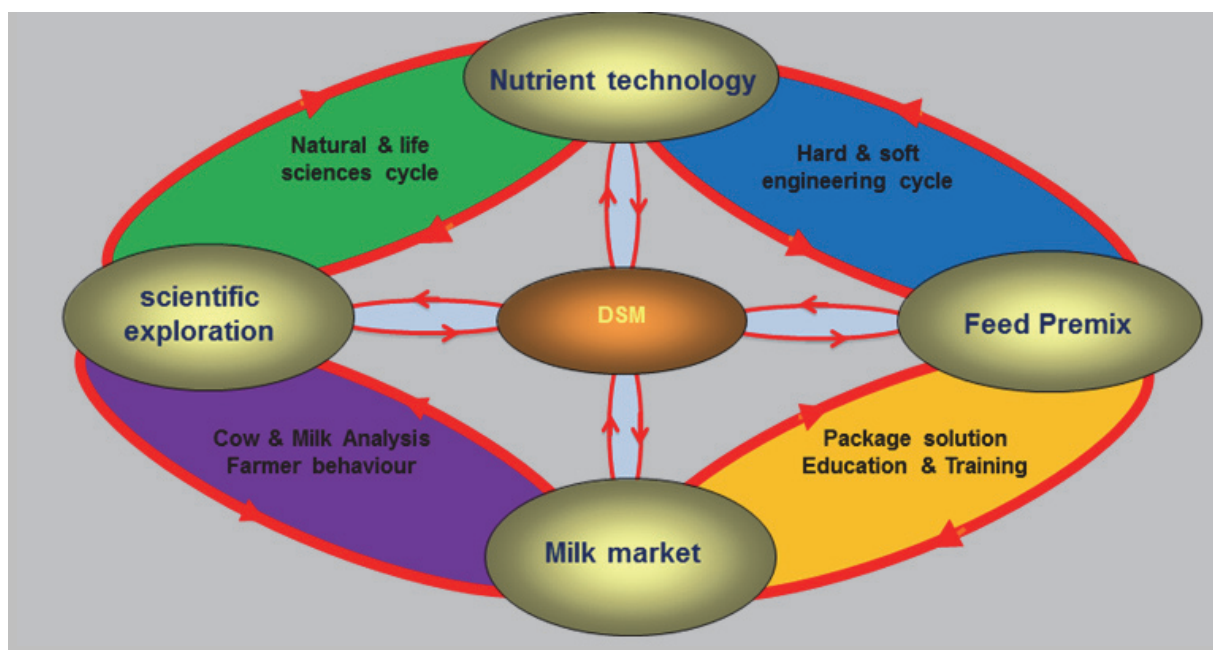 Nutrient technology
Natural & life
sciences cycle
Hard & soft
engineering cycle
scientific
exploration
DSM
Feed Premix
Cow & Milk Analysis
Farmer behaviour
Package solution
Education & Training
Milk market